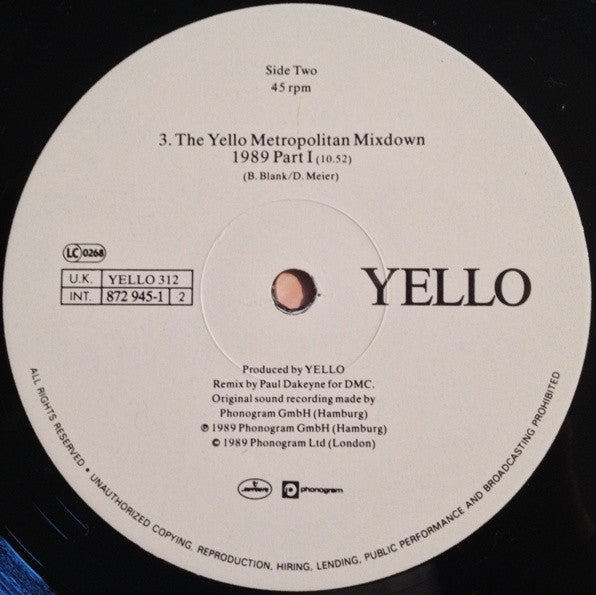 Side Two
45 rpm
3. The Yello Metropolitan Mixdown
1989 Part I (10.52)
(B. Blank/D. Meier)
LC 0268
U.K. YELLO 312
INT. 872 945-1 2
YELLO
Produced by YELLO
Remix by Paul Dakeyne for DMC.
Original sound recording made by
Phonogram GmbH (Hamburg)
℗ 1989 Phonogram GmbH (Hamburg)
© 1989 Phonogram Ltd (London)
mercury phonogram
ALL RIGHTS RESERVED • UNAUTHORIZED COPYING, REPRODUCTION, HIRING, LENDING, PUBLIC PERFORMANCE AND BROADCASTING PROHIBITED